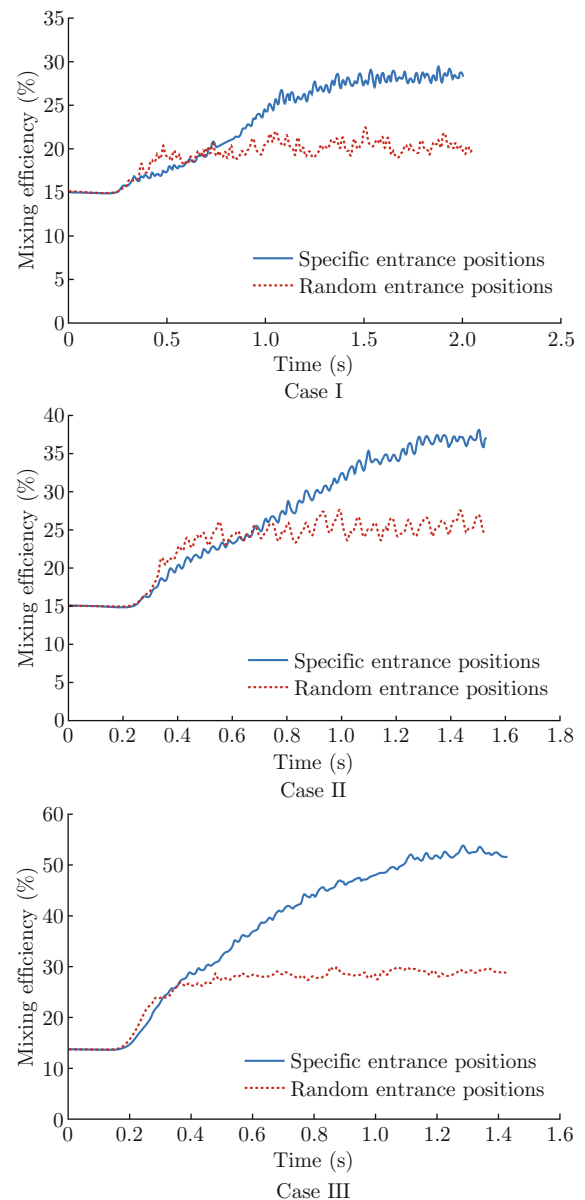 35
30
25
20
15
10
5
0
Mixing efficiency (%)
Specific entrance positions
Random entrance positions
0 0.5 1.0 1.5 2.0 2.5
Time (s)
Case I
40
35
30
25
20
15
10
5
0
Mixing efficiency (%)
Specific entrance positions
Random entrance positions
0 0.2 0.4 0.6 0.8 1.0 1.2 1.4 1.6 1.8
Time (s)
Case II
60
50
40
30
20
10
0
Mixing efficiency (%)
Specific entrance positions
Random entrance positions
0 0.2 0.4 0.6 0.8 1.0 1.2 1.4 1.6
Time (s)
Case III